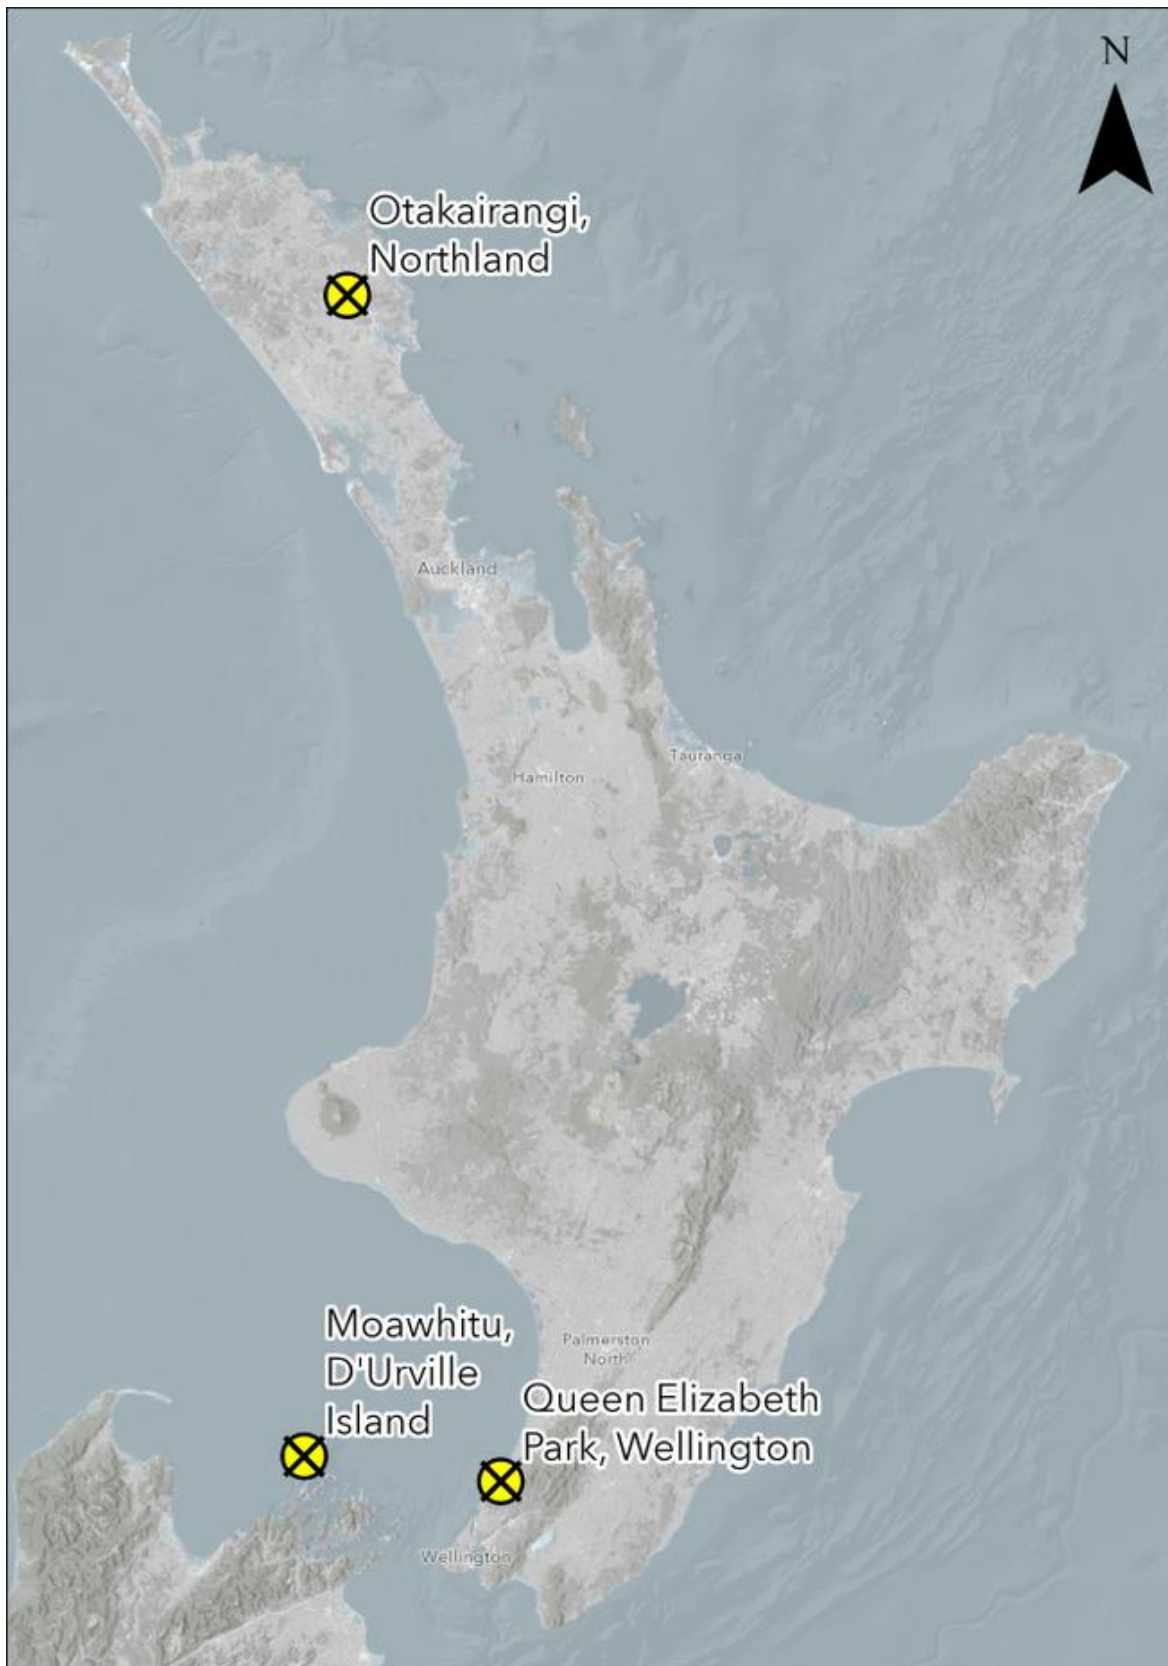 N
Otakairangi,
Northland
Auckland
Tauranga
Hamilton
Moawhitu,
D'Urville
Island
Palmerston
North
Queen Elizabeth
Park, Wellington
Wellington